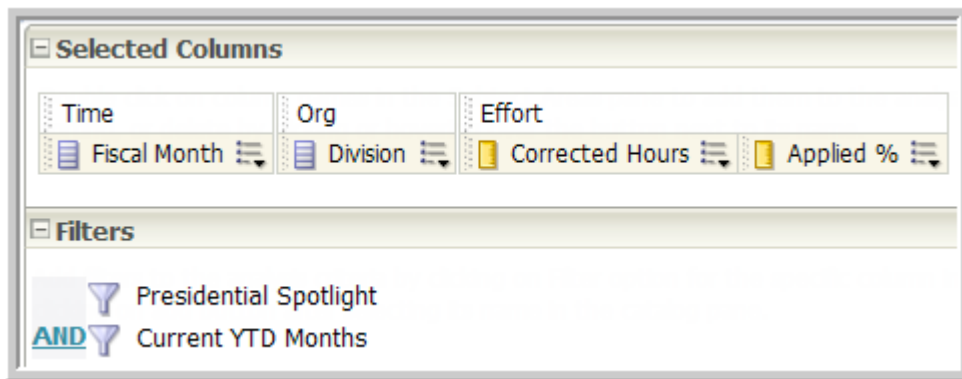 Selected Columns
Time Org Effort
Fiscal Month Division Corrected Hours Applied %
Filters
Presidential Spotlight
AND Current YTD Months